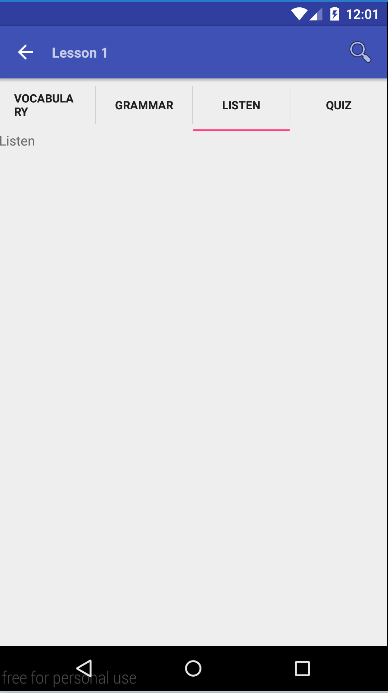 12:01
Lesson 1
VOCABULA
RY
GRAMMAR
LISTEN
QUIZ
Listen
free for personal use